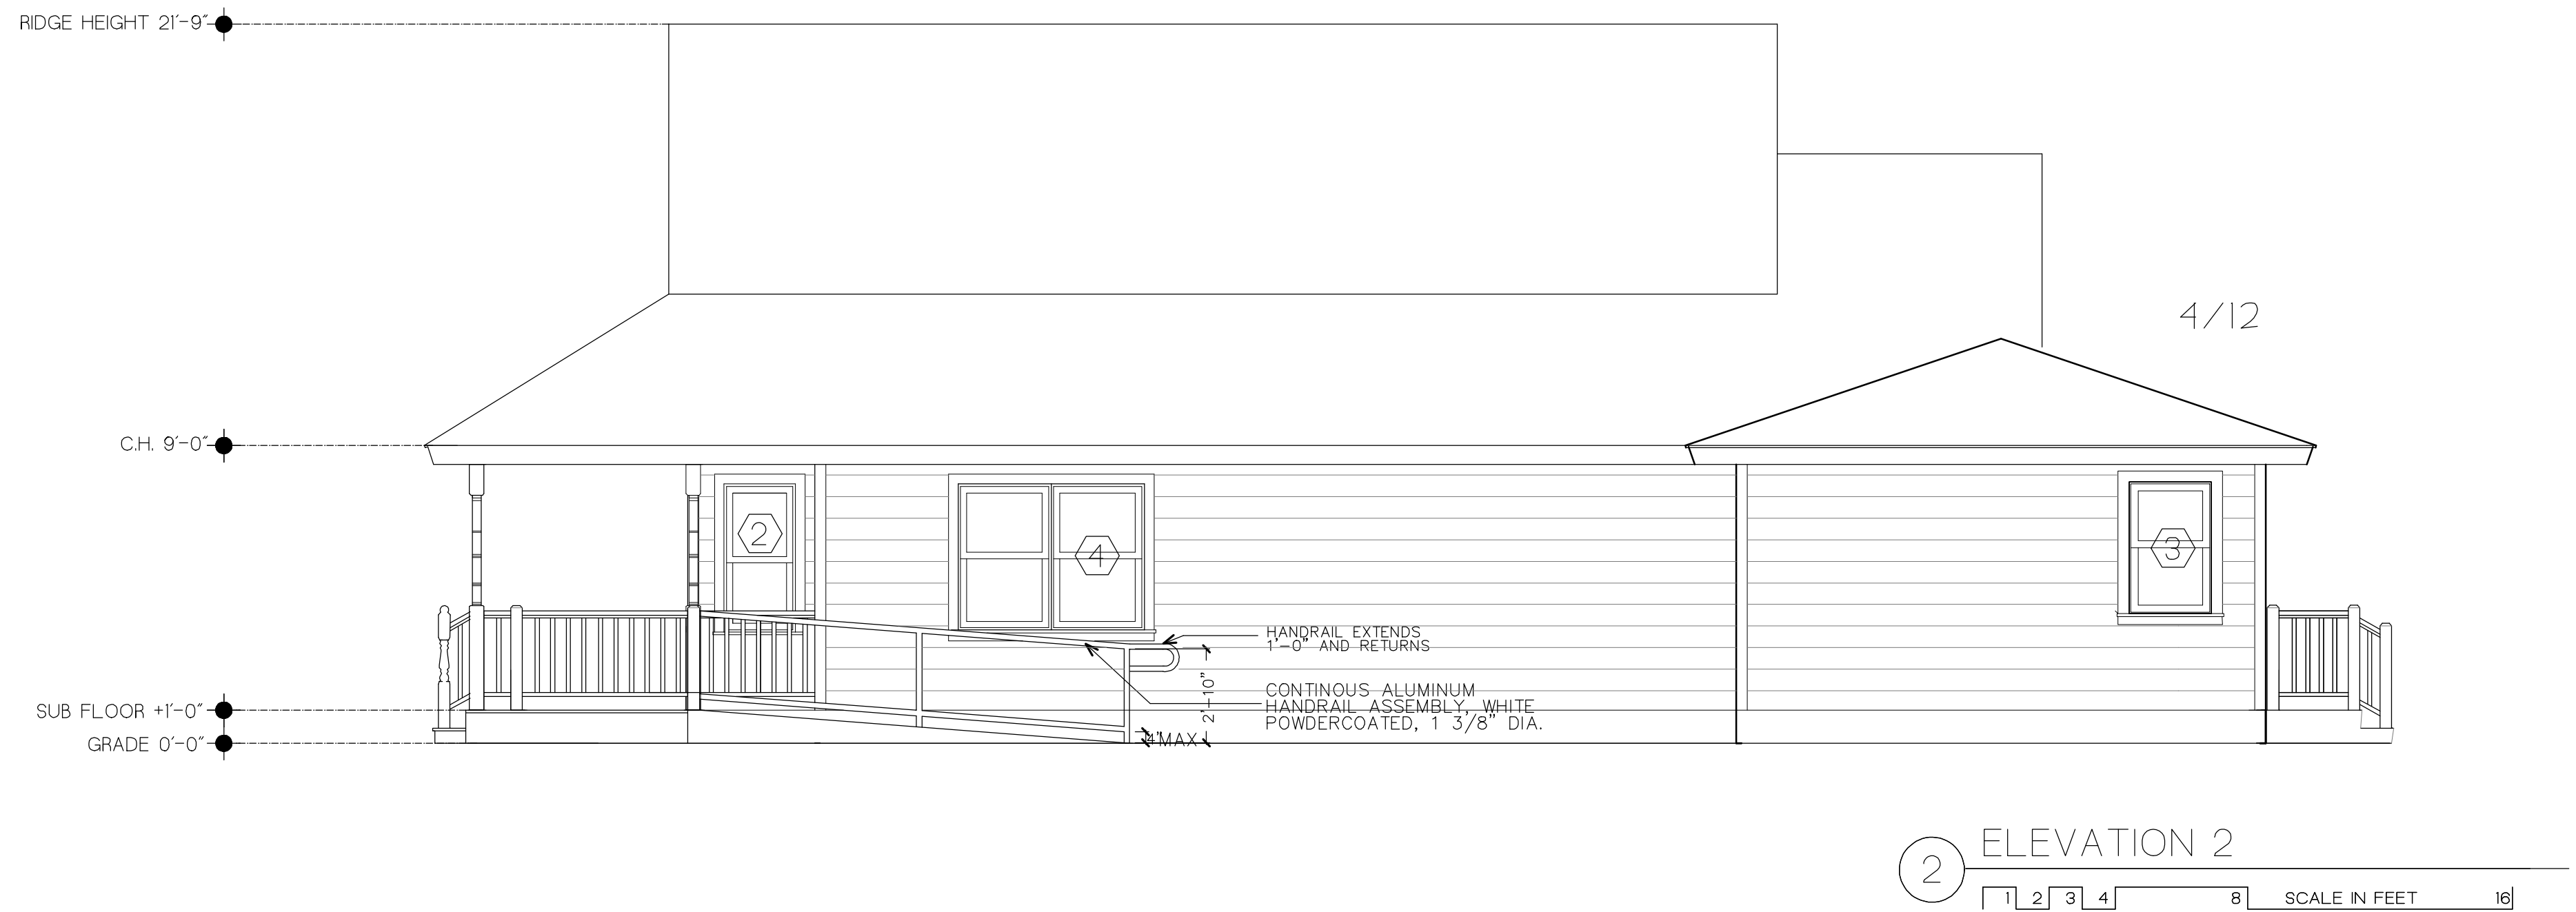 RIDGE HEIGHT 21'-9"
4/12
C.H. 9'-0"
2
4
3
HANDRAIL EXTENDS
1'-0" AND RETURNS
2'-10"
CONTINOUS ALUMINUM
HANDRAIL ASSEMBLY, WHITE
POWDERCOATED, 1 3/8" DIA.
SUB FLOOR +1'-0"
GRADE 0'-0"
4"MAX
2
ELEVATION 2
1 2 3 4 8 SCALE IN FEET 16